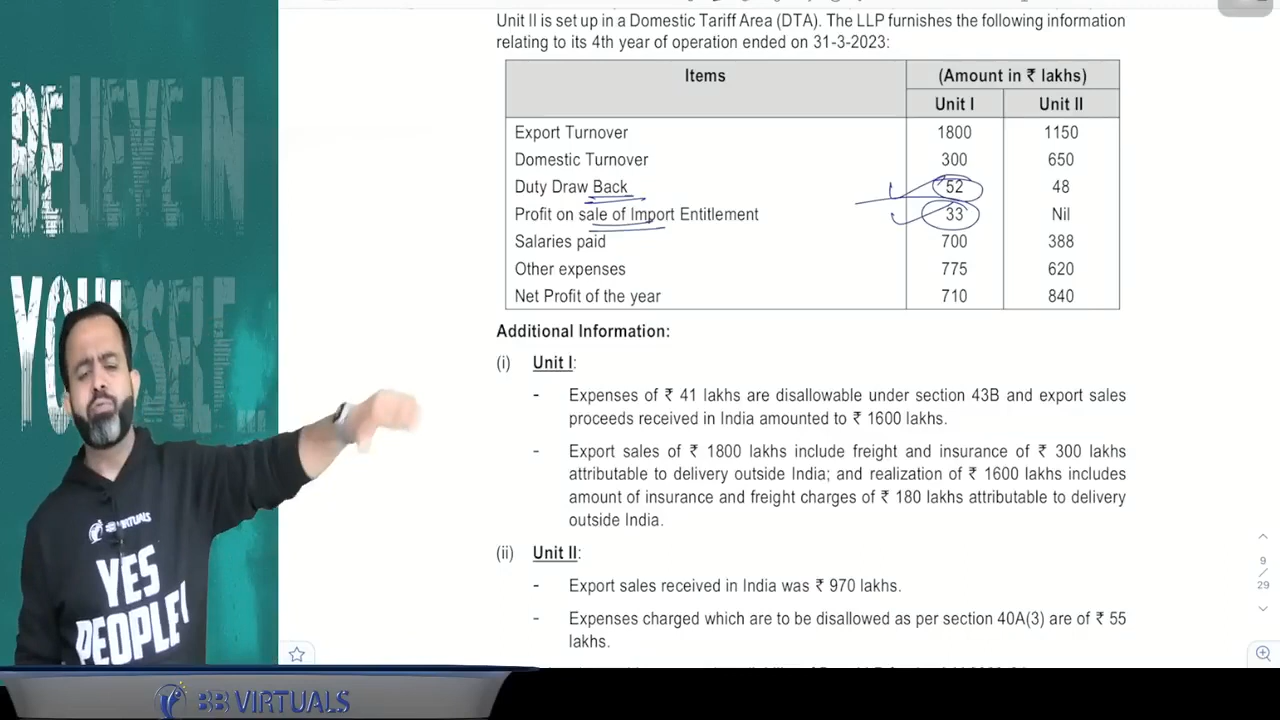 Unit II is set up in a Domestic Tariff Area (DTA). The LLP furnishes the following information
relating to its 4th year of operation ended on 31-3-2023:
Items (Amount in ₹ lakhs)
Unit I Unit II
Export Turnover 1800 1150
Domestic Turnover 300 650
Duty Draw Back 52 48
Profit on sale of Import Entitlement 33 Nil
Salaries paid 700 388
Other expenses 775 620
Net Profit of the year 710 840
Additional Information:
(i) Unit I:
- Expenses of ₹ 41 lakhs are disallowable under section 43B and export sales
proceeds received in India amounted to ₹ 1600 lakhs.
- Export sales of ₹ 1800 lakhs include freight and insurance of ₹ 300 lakhs
attributable to delivery outside India; and realization of ₹ 1600 lakhs includes
amount of insurance and freight charges of ₹ 180 lakhs attributable to delivery
outside India.
(ii) Unit II:
- Export sales received in India was ₹ 970 lakhs.
- Expenses charged which are to be disallowed as per section 40A(3) are of ₹ 55
lakhs.
9
/
29
BELIEVE IN
YOURSELF...
BB VIRTUALS
YES
PEOPLE!
BB VIRTUALS